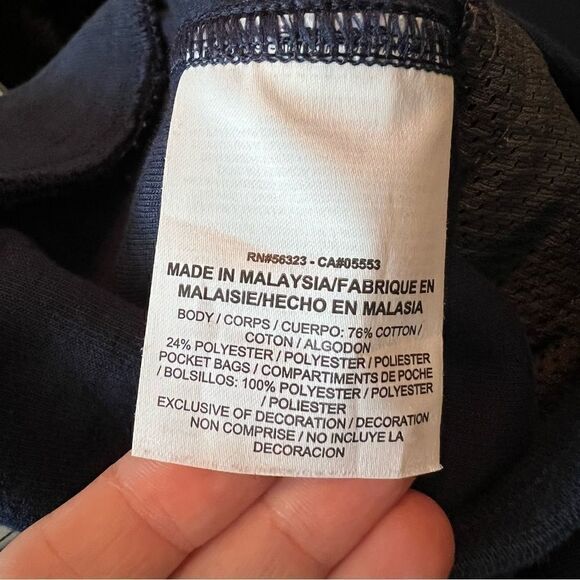 RN#56323 - CA#05553
MADE IN MALAYSIA/FABRIQUE EN
MALAISIE/HECHO EN MALASIA
BODY / CORPS / CUERPO: 76% COTTON /
COTON / ALGODON
24% POLYESTER / POLYESTER / POLIESTER
POCKET BAGS / COMPARTIMENTS DE POCHE
/ BOLSILLOS: 100% POLYESTER / POLYESTER
/ POLIESTER
EXCLUSIVE OF DECORATION / DECORATION
NON COMPRISE / NO INCLUYE LA
DECORACION